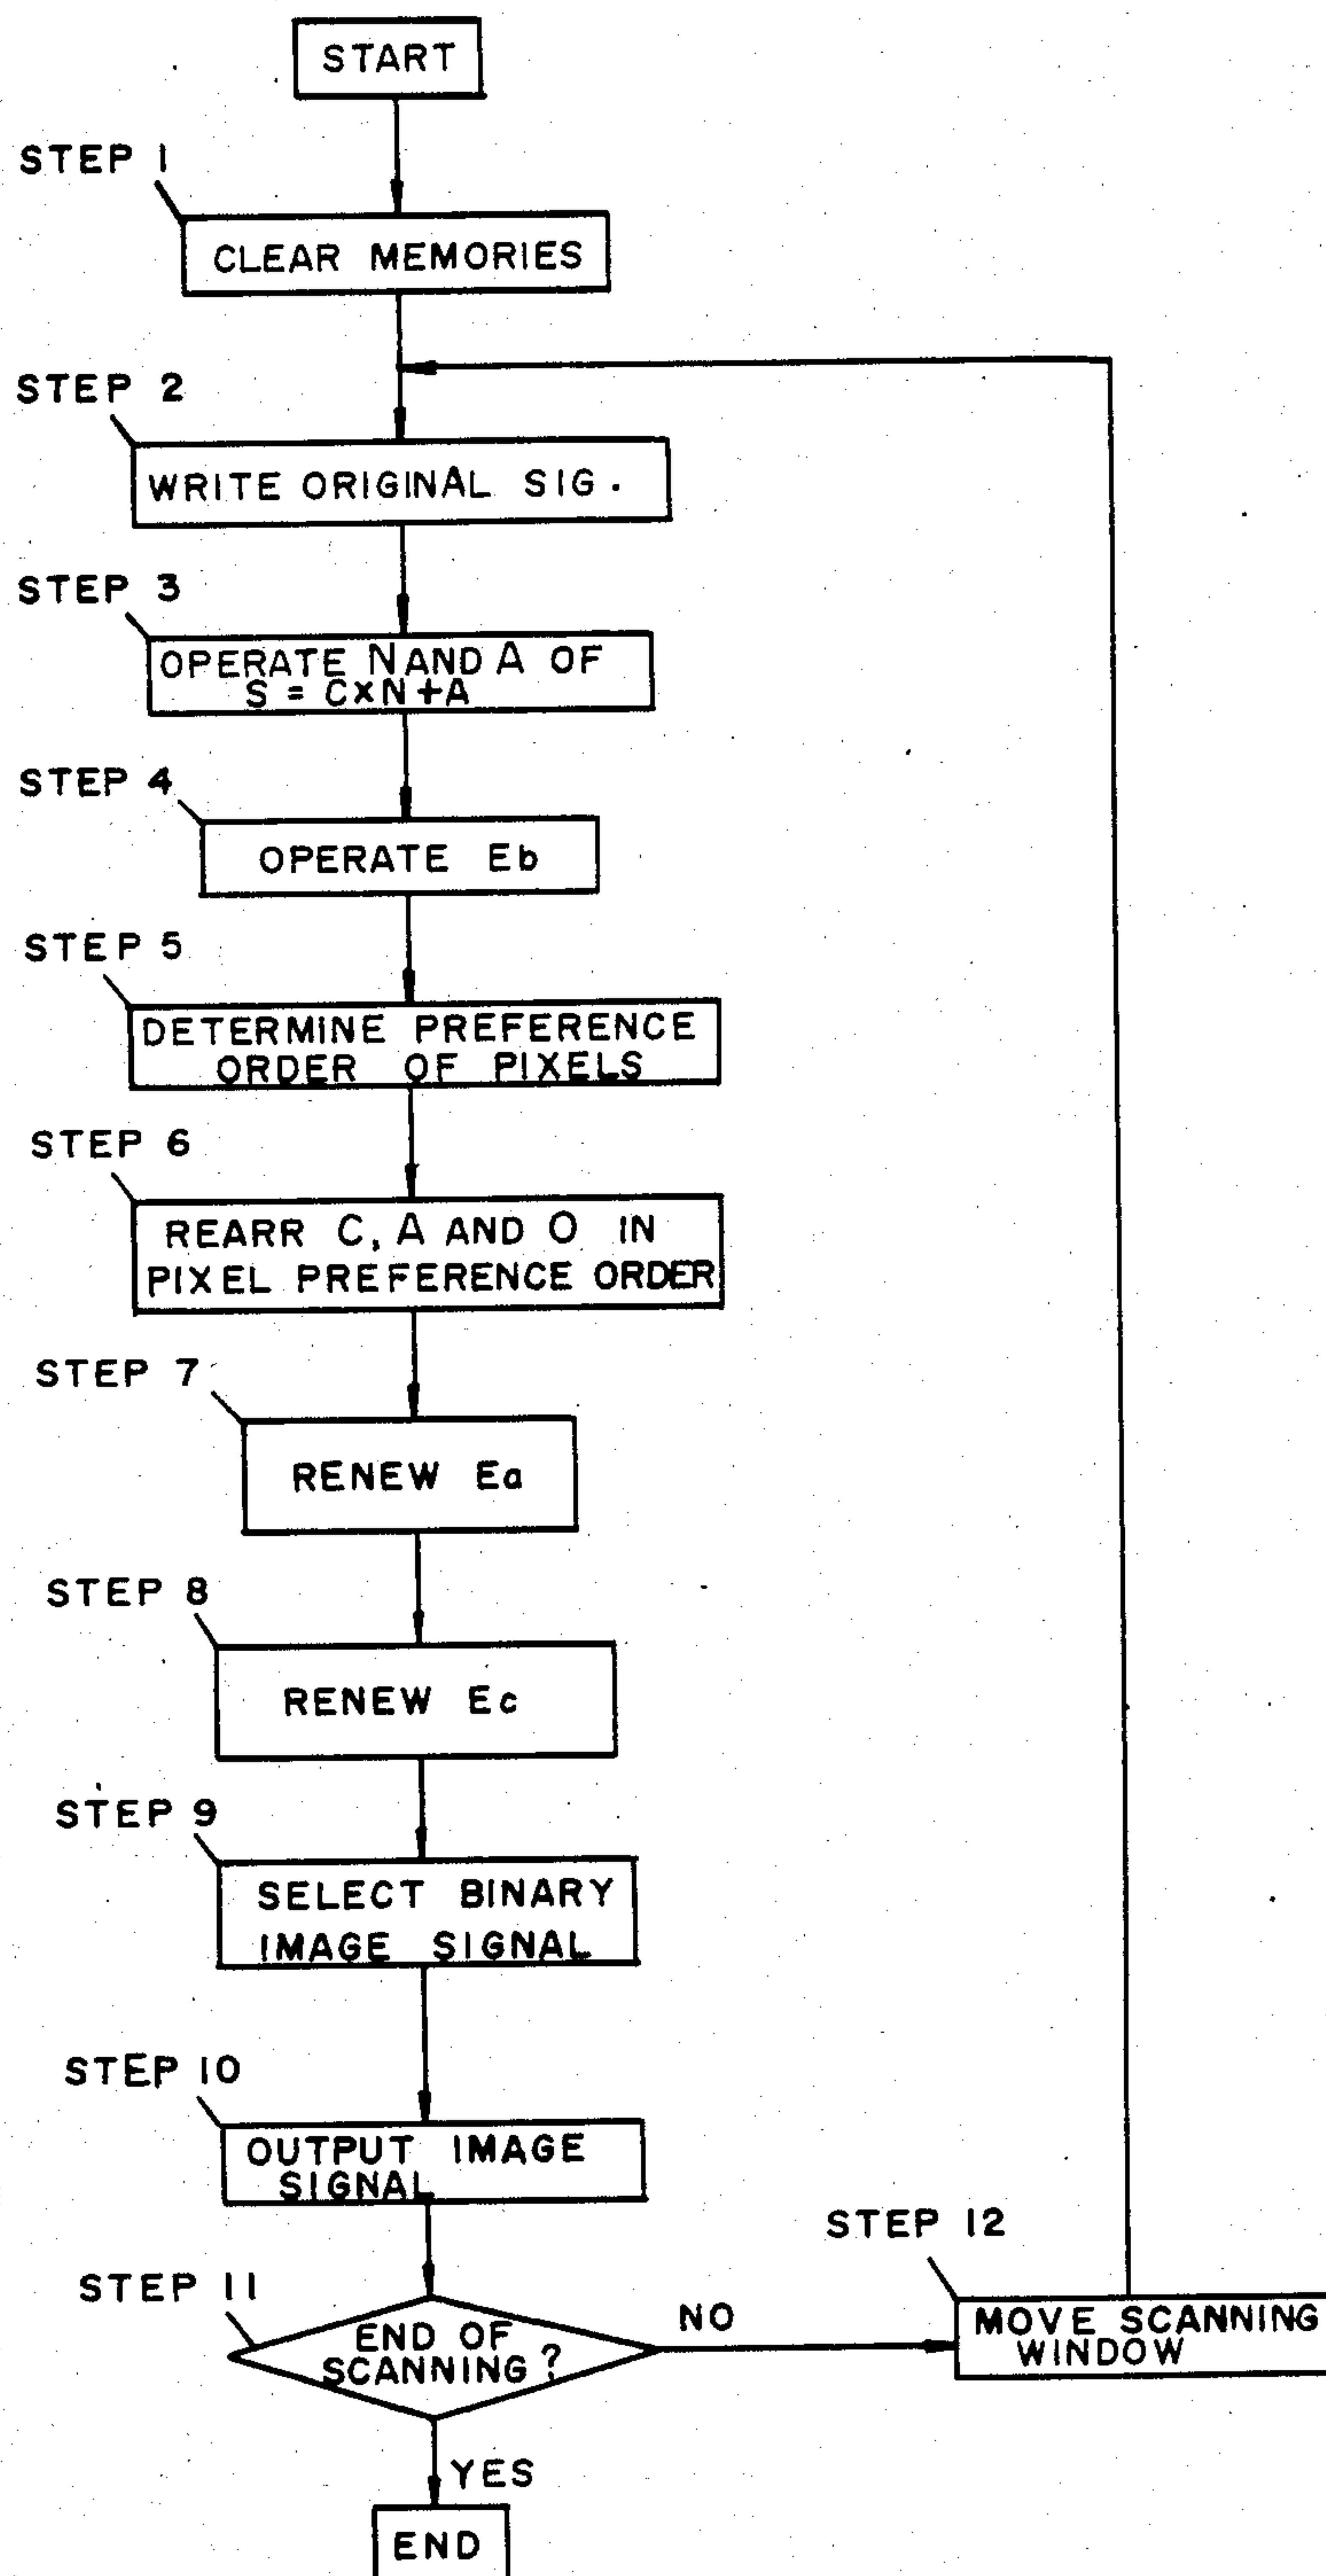 START
STEP 1
CLEAR MEMORIES
STEP 2
WRITE ORIGINAL SIG.
STEP 3
OPERATE N AND A OF
S = C×N+A
STEP 4
OPERATE Eb
STEP 5
DETERMINE PREFERENCE
ORDER OF PIXELS
STEP 6
REARR C, A AND O IN
PIXEL PREFERENCE ORDER
STEP 7
RENEW Ea
STEP 8
RENEW Ec
STEP 9
SELECT BINARY
IMAGE SIGNAL
STEP 10
OUTPUT IMAGE
SIGNAL
STEP 11
END OF
SCANNING?
NO
STEP 12
MOVE SCANNING
WINDOW
YES
END